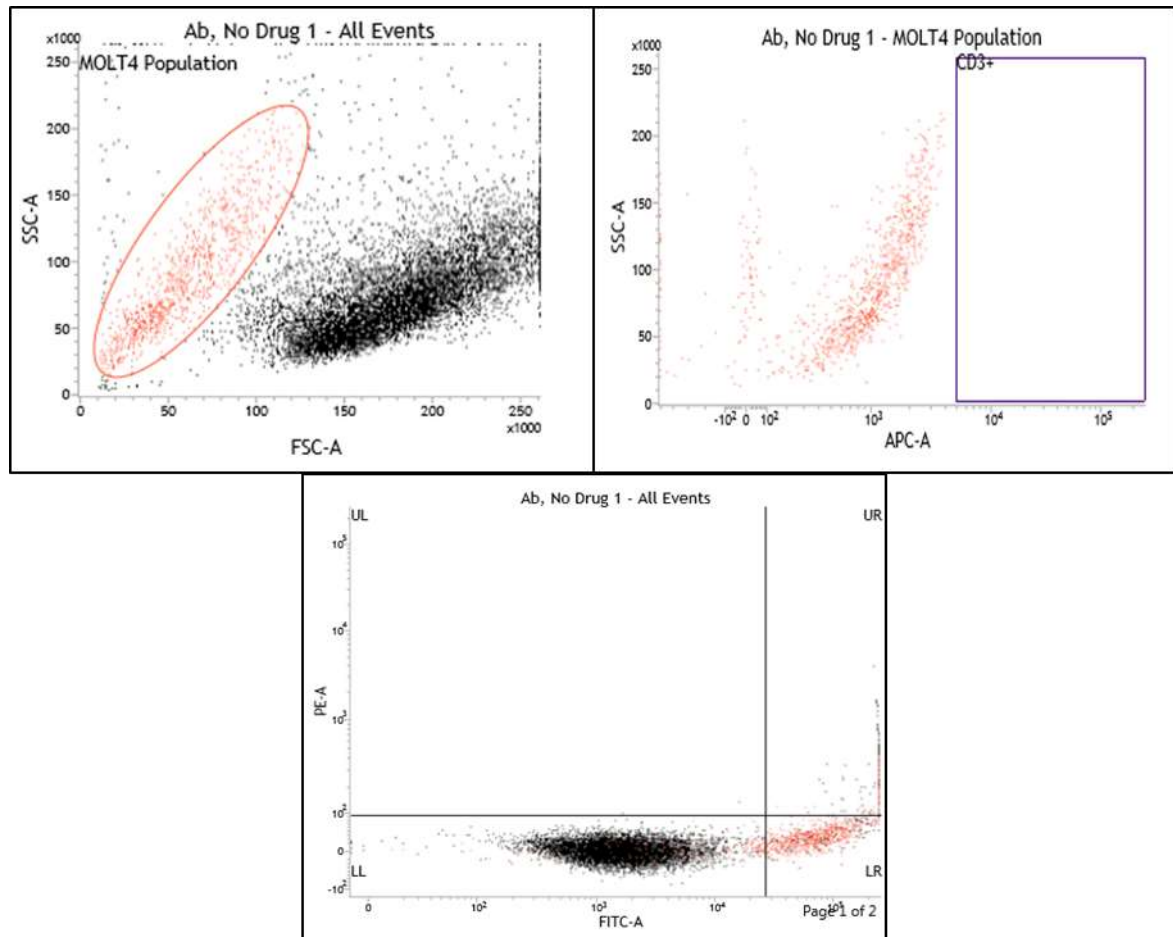 Ab, No Drug 1 - All Events
x1000
MOLT4 Population
250
200
150
100
50
0
SSC-A
0 50 100 150 200 250
x1000
FSC-A
Ab, No Drug 1 - MOLT4 Population
x1000
CD3+
250
200
150
100
50
0
SSC-A
-10² 0 10² 10³ 10⁴ 10⁵
APC-A
Ab, No Drug 1 - All Events
UL UR
10⁵
10⁴
10³
10²
0
-10²
PE-A
LL LR
0 10² 10³ 10⁴ 10⁵
Page 1 of 2
FITC-A